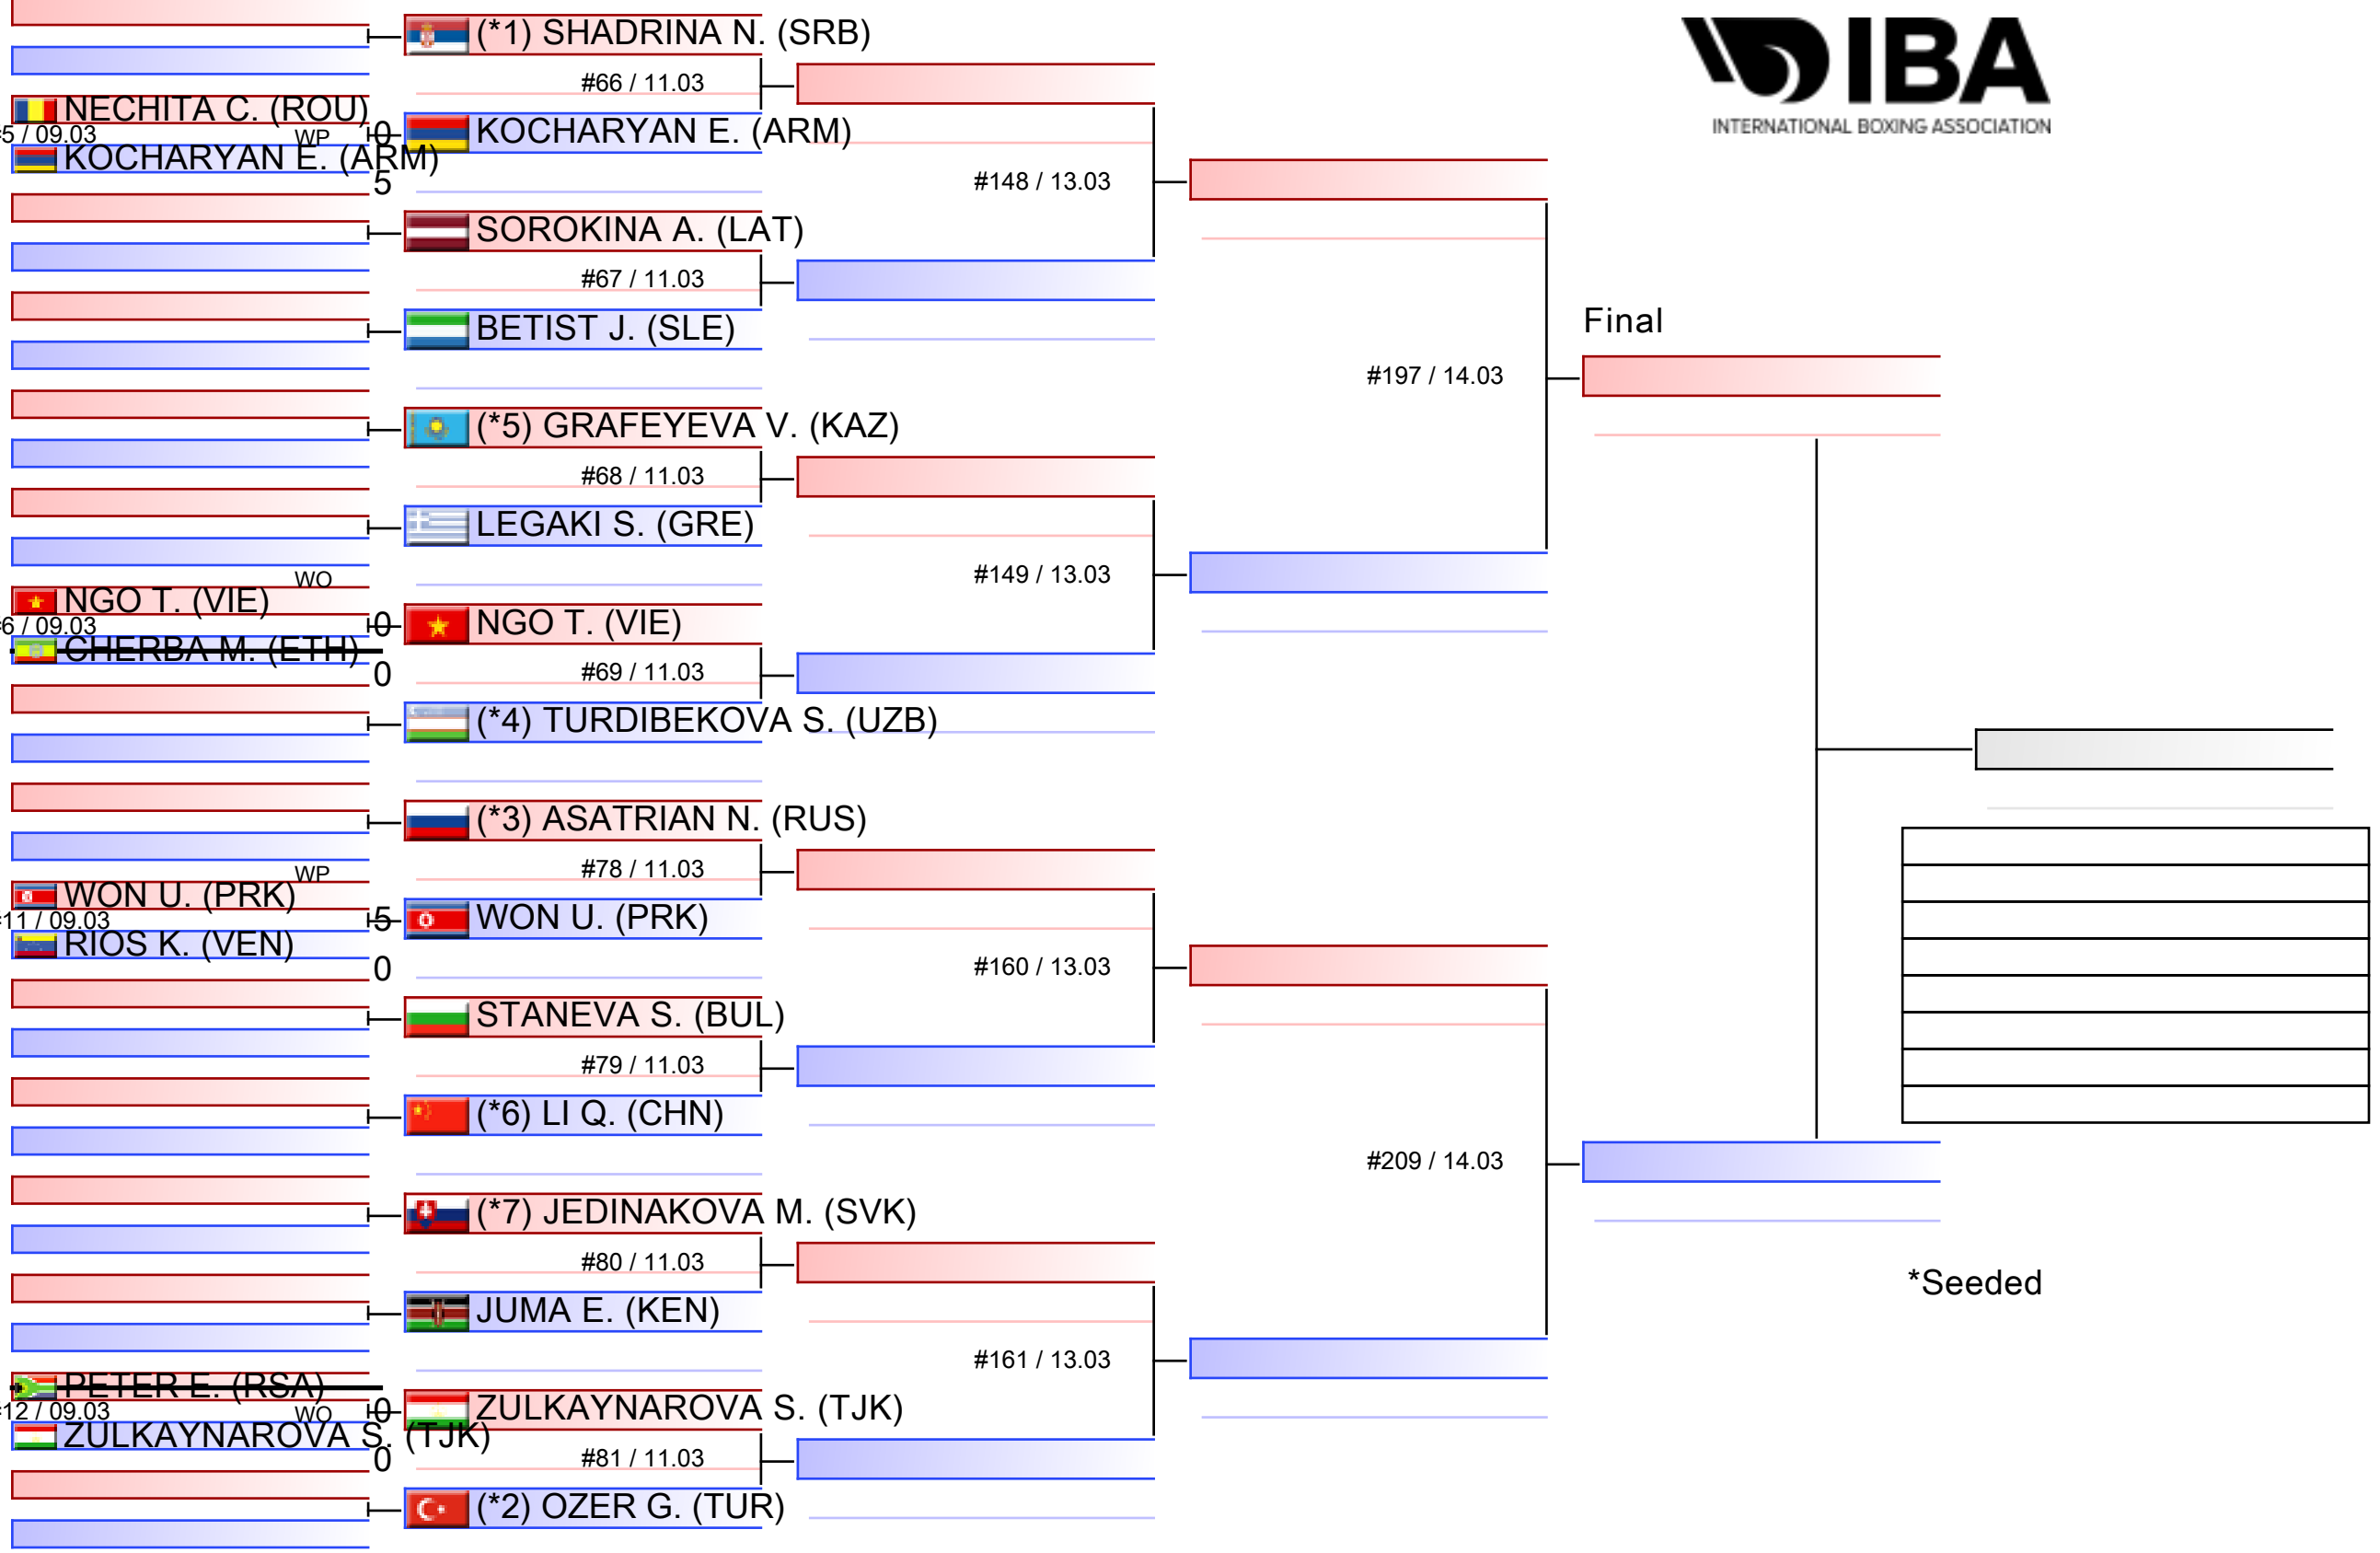 IBA
INTERNATIONAL BOXING ASSOCIATION
(*1) SHADRINA N. (SRB)
#66 / 11.03
NECHITA C. (ROU)
5 / 09.03
WP
0
KOCHARYAN E. (ARM)
KOCHARYAN E. (ARM)
5
#148 / 13.03
SOROKINA A. (LAT)
#67 / 11.03
BETIST J. (SLE)
Final
#197 / 14.03
(*5) GRAFEYEVA V. (KAZ)
#68 / 11.03
LEGAKI S. (GRE)
#149 / 13.03
WO
NGO T. (VIE)
6 / 09.03
0
NGO T. (VIE)
CHERBA M. (ETH)
0
#69 / 11.03
(*4) TURDIBEKOVA S. (UZB)
(*3) ASATRIAN N. (RUS)
#78 / 11.03
WP
WON U. (PRK)
#11 / 09.03
5
WON U. (PRK)
RIOS K. (VEN)
0
#160 / 13.03
STANEVA S. (BUL)
#79 / 11.03
(*6) LI Q. (CHN)
#209 / 14.03
(*7) JEDINAKOVA M. (SVK)
#80 / 11.03
*Seeded
JUMA E. (KEN)
#161 / 13.03
PETER E. (RSA)
#12 / 09.03
WO
0
ZULKAYNAROVA S. (TJK)
ZULKAYNAROVA S. (TJK)
0
#81 / 11.03
(*2) OZER G. (TUR)